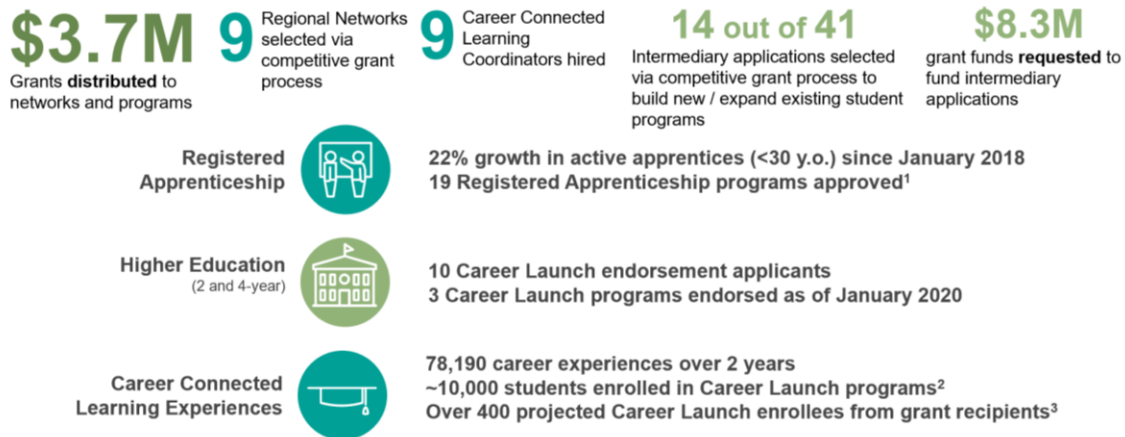 $3.7M
Grants distributed to
networks and programs
9
Regional Networks
selected via
competitive grant
process
9
Career Connected
Learning
Coordinators hired
14 out of 41
Intermediary applications selected
via competitive grant process to
build new / expand existing student
programs
$8.3M
grant funds requested to
fund intermediary
applications
Registered
Apprenticeship
22% growth in active apprentices (<30 y.o.) since January 2018
19 Registered Apprenticeship programs approved¹
Higher Education
(2 and 4-year)
10 Career Launch endorsement applicants
3 Career Launch programs endorsed as of January 2020
Career Connected
Learning Experiences
78,190 career experiences over 2 years
~10,000 students enrolled in Career Launch programs²
Over 400 projected Career Launch enrollees from grant recipients³